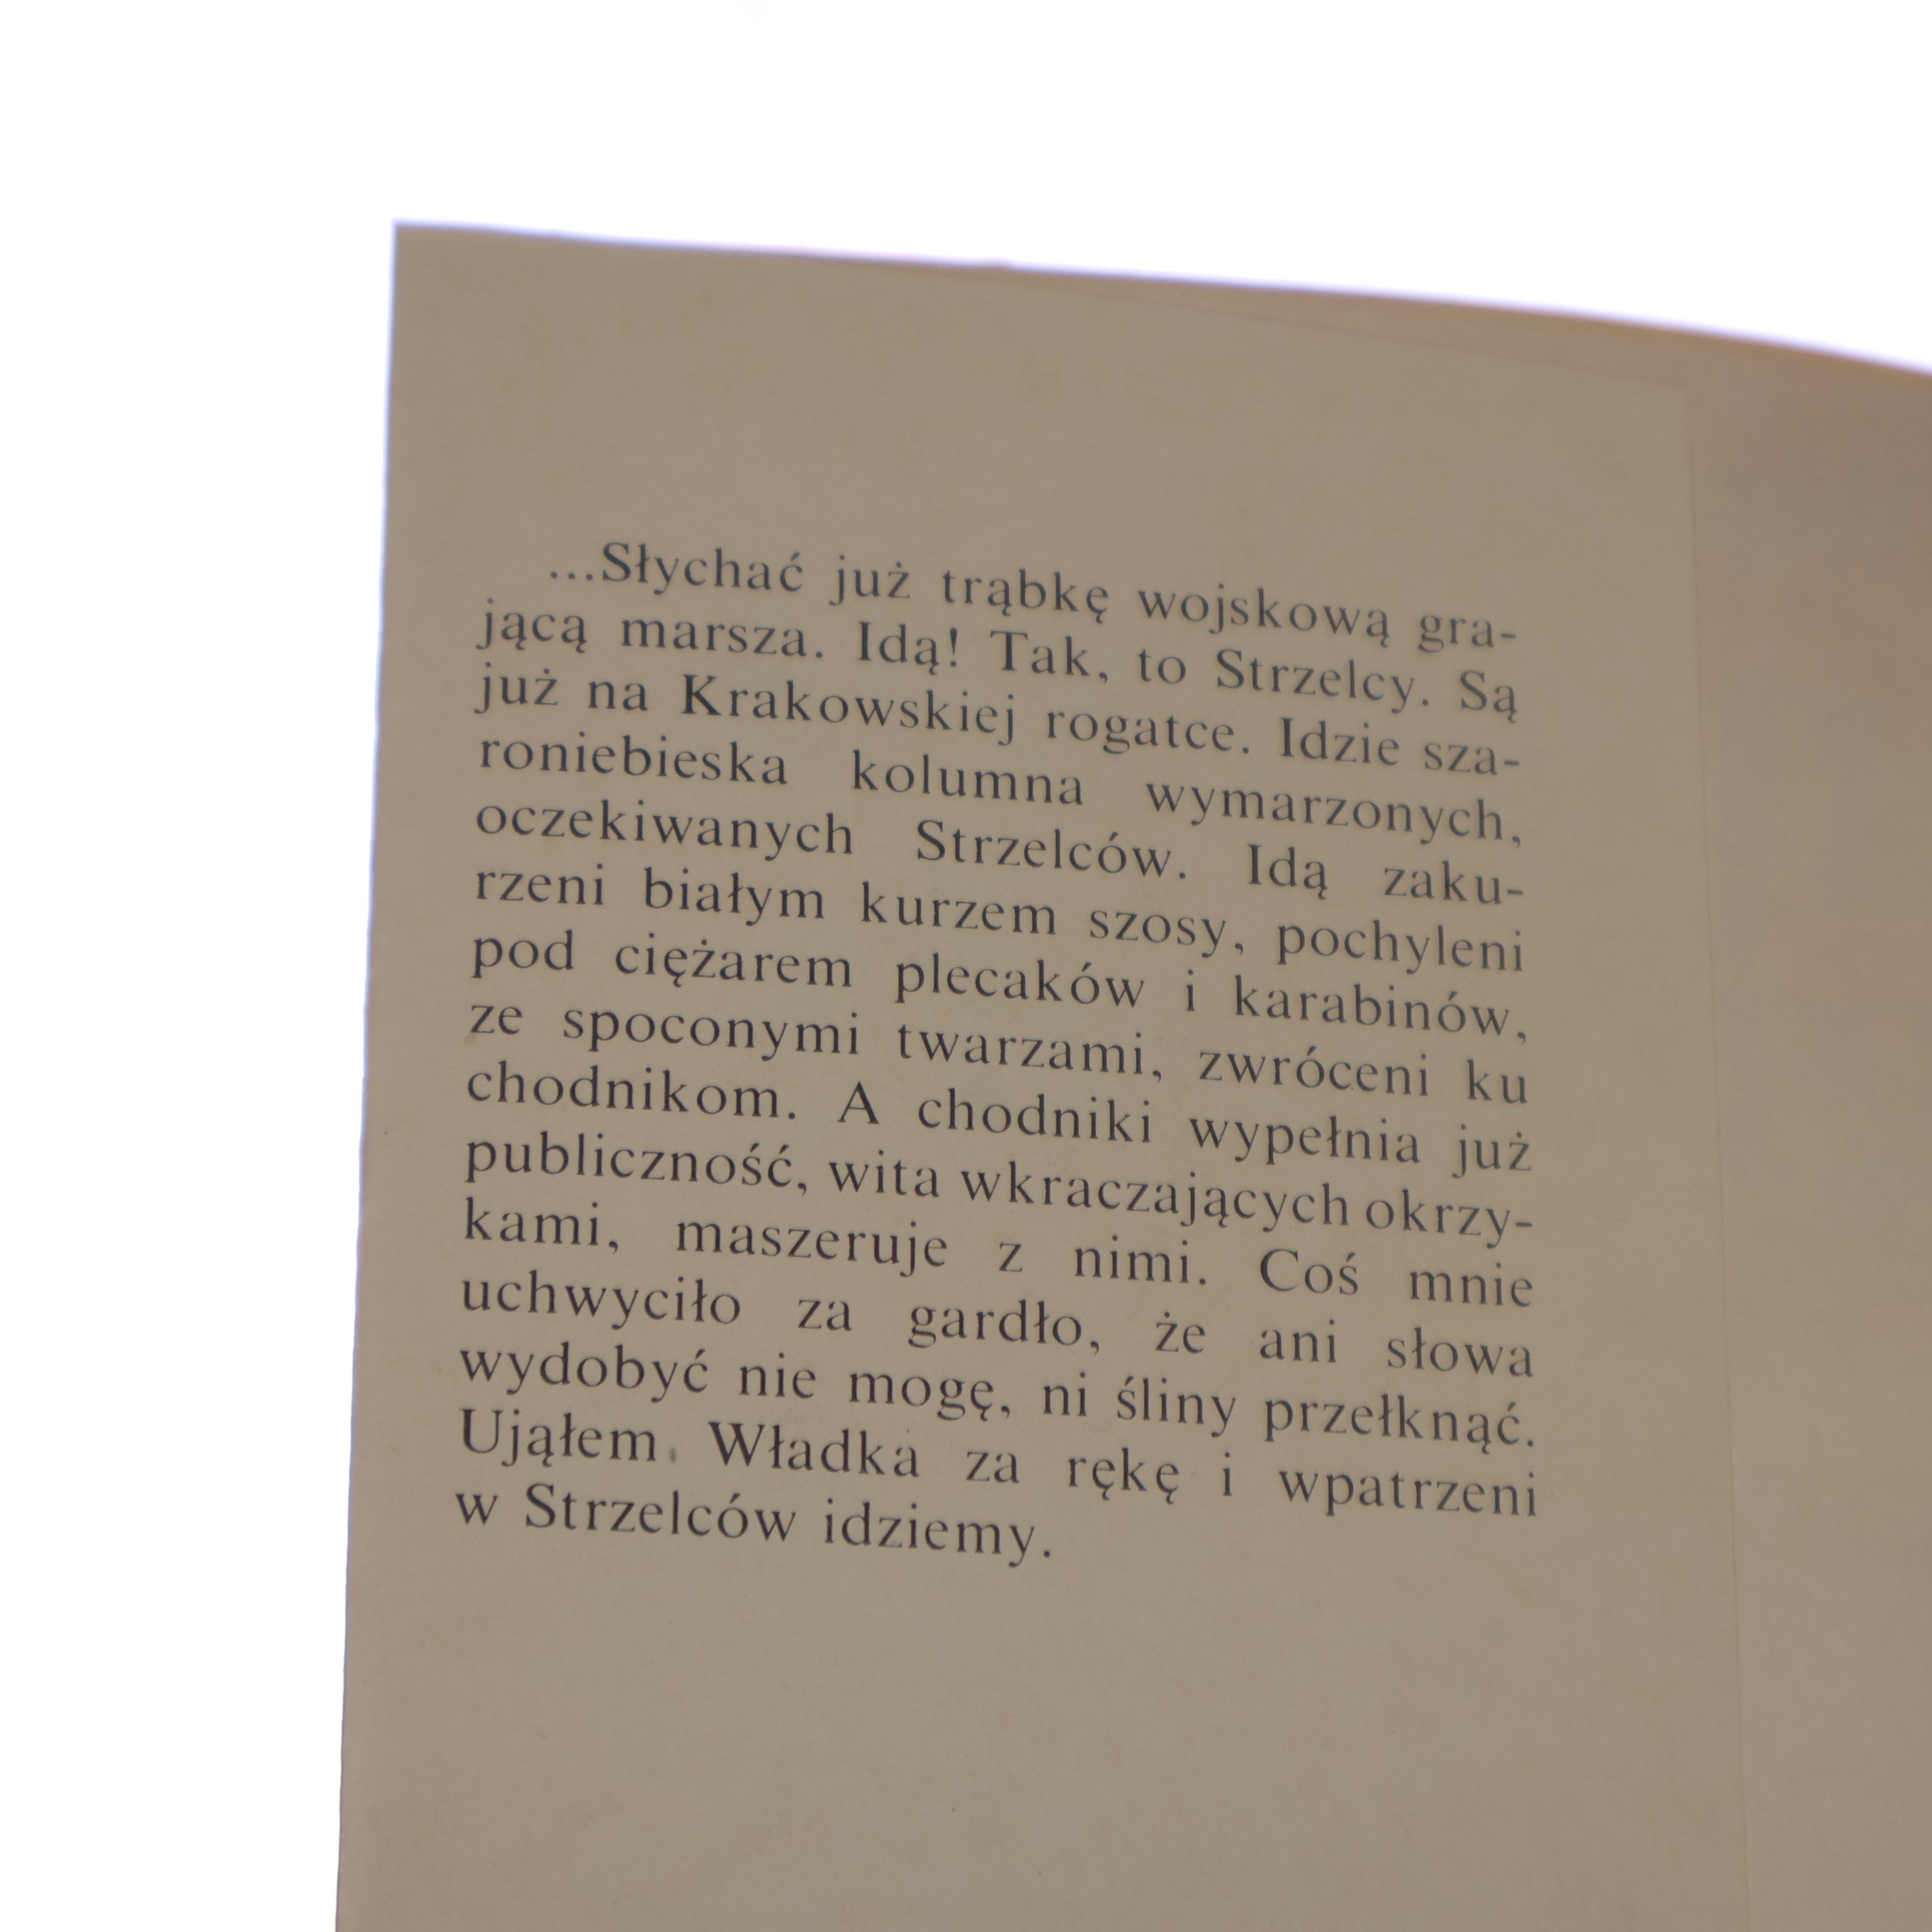 ...Słychać już trąbkę wojskową gra-
jącą marsza. Idą! Tak, to Strzelcy. Są
już na Krakowskiej rogatce. Idzie sza-
roniebieska kolumna wymarzonych,
oczekiwanych Strzelców. Idą zaku-
rzeni białym kurzem szosy, pochyleni
pod ciężarem plecaków i karabinów,
ze spoconymi twarzami, zwróceni ku
chodnikom. A chodniki wypełnia już
publiczność, wita wkraczających okrzy-
kami, maszeruje z nimi. Coś mnie
uchwyciło za gardło, że ani słowa
wydobyć nie mogę, ni śliny przełknąć.
Ująłem Władka za rękę i wpatrzeni
w Strzelców idziemy.